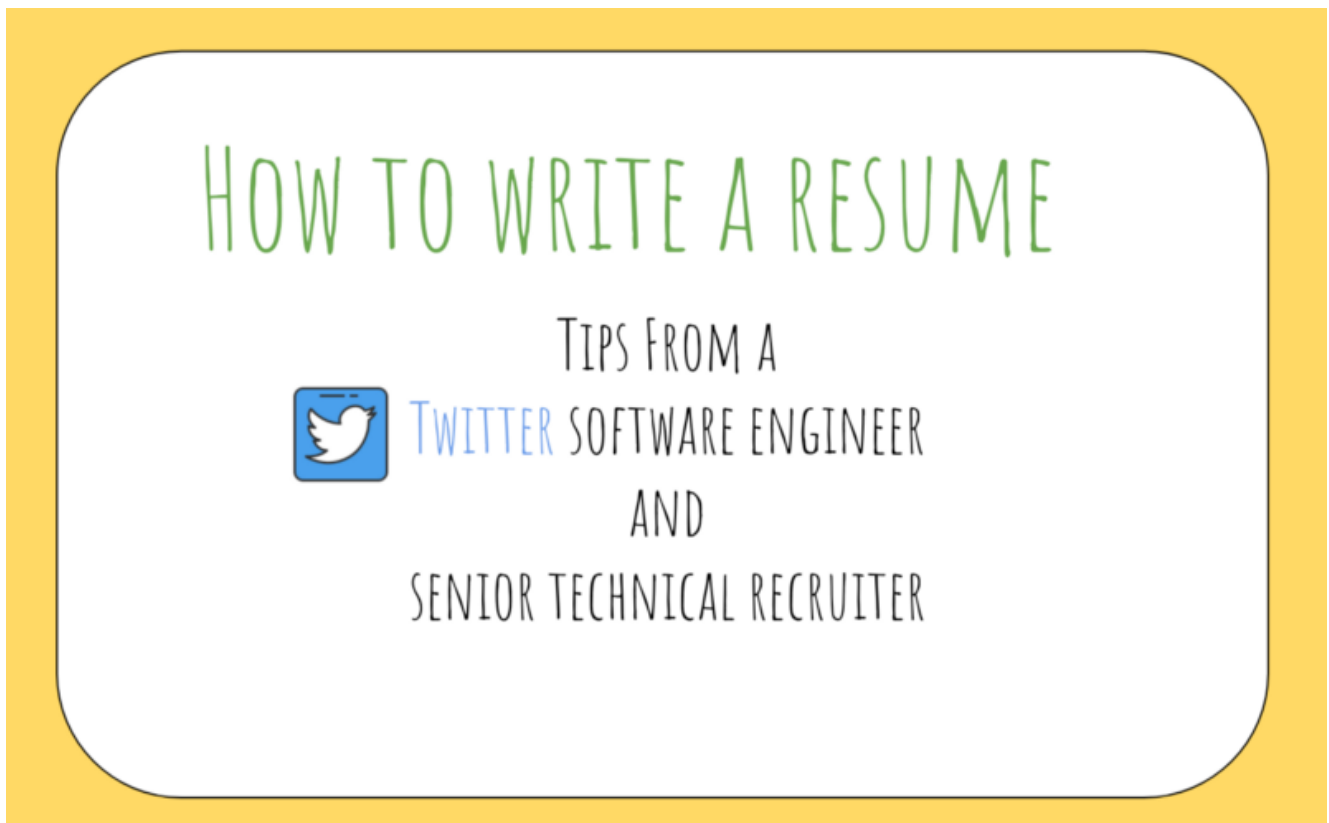 How to write a resume
Tips From a
Twitter software engineer
and
senior technical recruiter